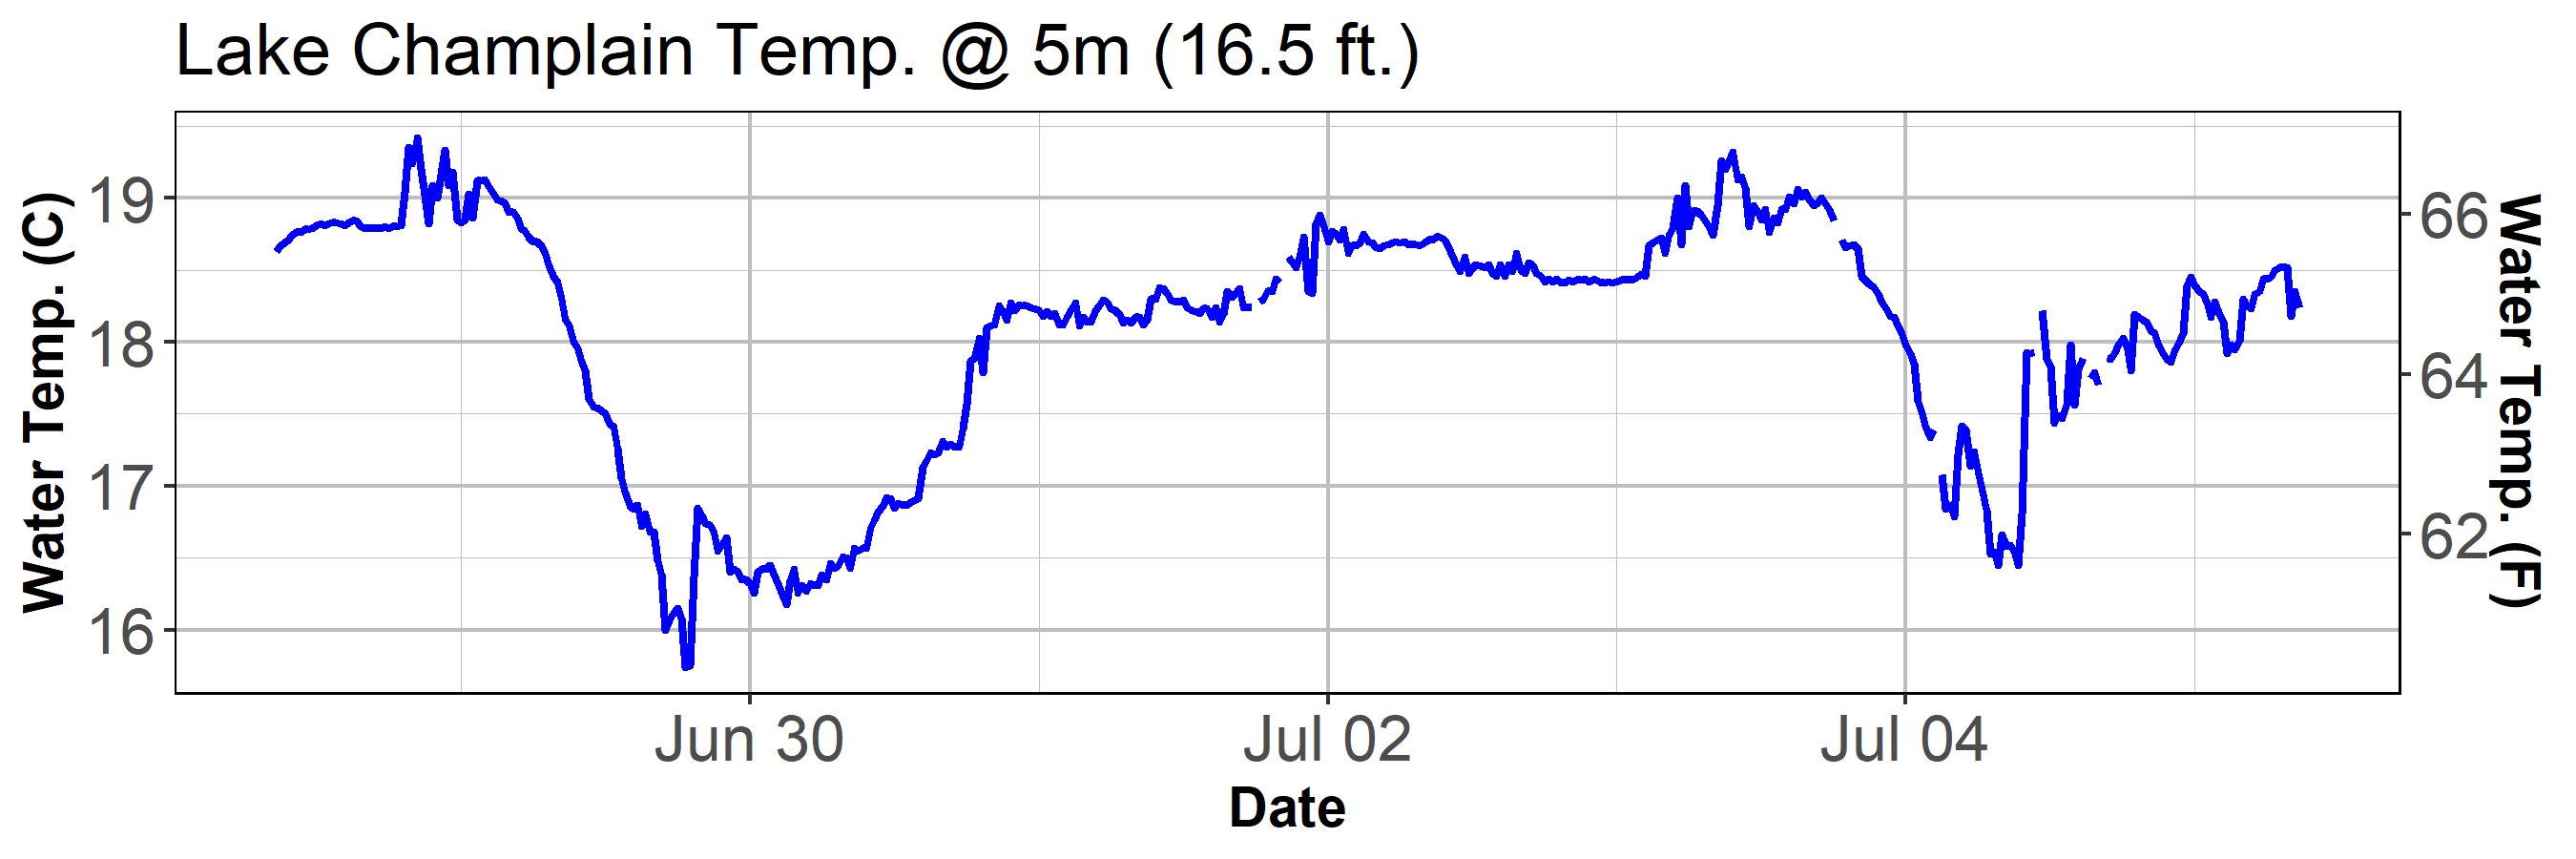 Lake Champlain Temp. @ 5m (16.5 ft.)
Water Temp. (C)
19
18
17
16
66
64
62
Water Temp. (F)
Jun 30
Jul 02
Jul 04
Date